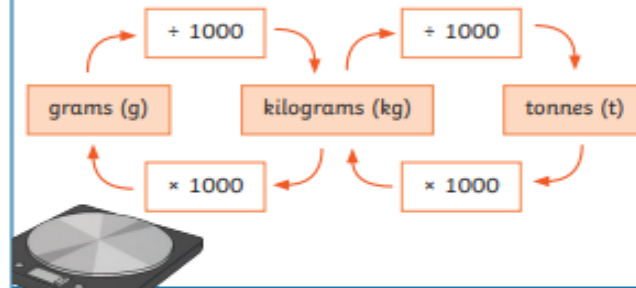 ÷ 1000
÷ 1000
grams (g)
kilograms (kg)
tonnes (t)
× 1000
× 1000